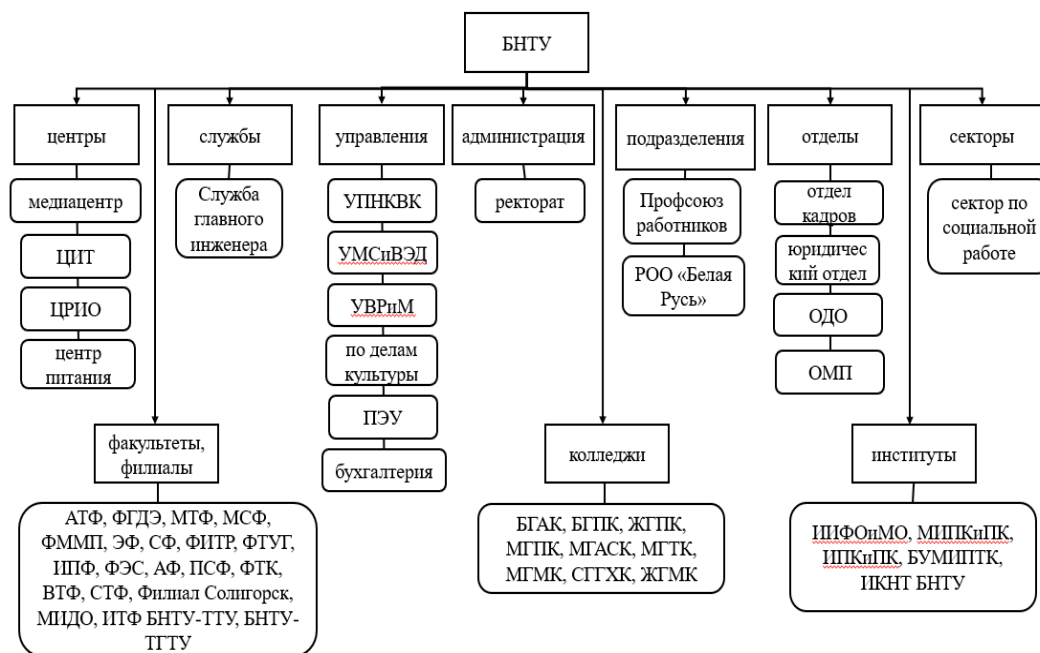 БНТУ
центры
службы
управления
администрация
подразделения
отделы
секторы
медиацентр
ЦИТ
ЦРИО
центр
питания
Служба
главного
инженера
УПНКВК
УМСиВЭД
УВРиМ
по делам
культуры
ПЭУ
бухгалтерия
ректорат
Профсоюз
работников
РОО «Белая
Русь»
отдел
кадров
юридичес
кий отдел
ОДО
ОМП
сектор по
социальной
работе
факультеты,
филиалы
АТФ, ФГДЭ, МТФ, МСФ,
ФММП, ЭФ, СФ, ФИТР, ФТУГ,
ИПФ, ФЭС, АФ, ПСФ, ФТК,
ВТФ, СТФ, Филиал Солигорск,
МИДО, ИТФ БНТУ-ТТУ, БНТУ-
ТГТУ
колледжи
БГАК, БГПК, ЖГПК,
МГПК, МГАСК, МГТК,
МГМК, СГГХК, ЖГМК
институты
ИИФОиМО, МИПКиПК,
ИПКиПК, БУМИПТК,
ИКНТ БНТУ